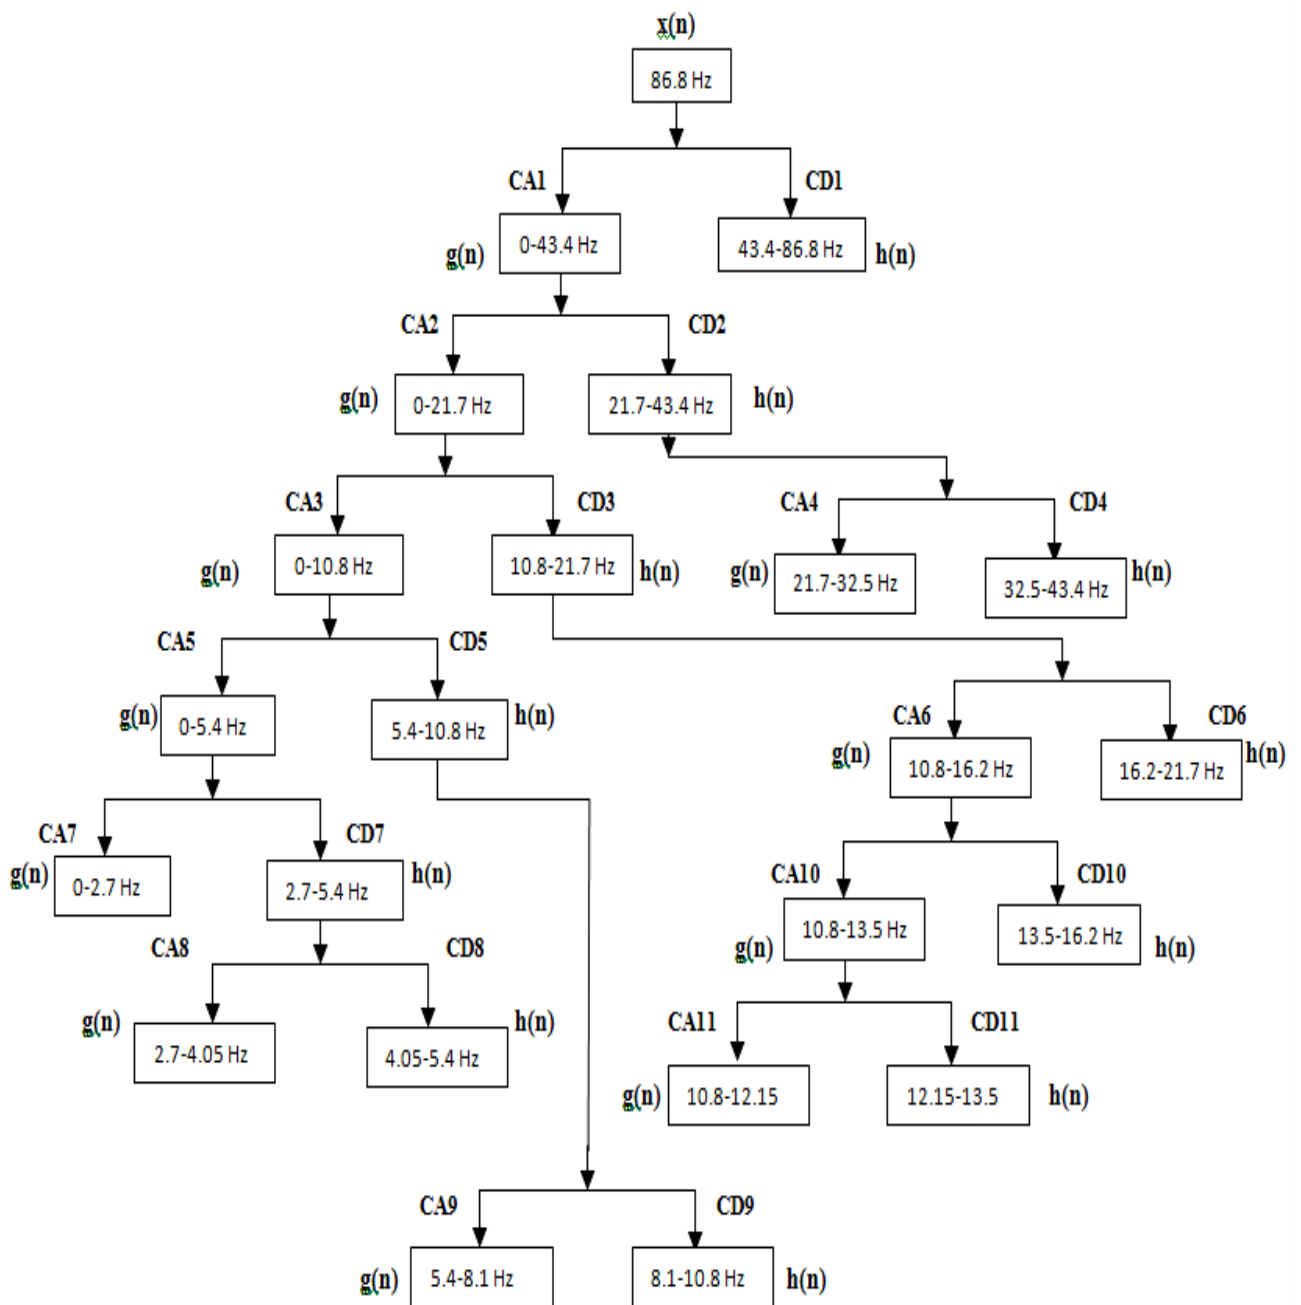 x(n)
86.8 Hz
CA1
CD1
0-43.4 Hz
43.4-86.8 Hz
g(n)
h(n)
CA2
CD2
g(n)
0-21.7 Hz
21.7-43.4 Hz
h(n)
CA3
CD3
CA4
CD4
g(n)
0-10.8 Hz
10.8-21.7 Hz
h(n)
g(n)
21.7-32.5 Hz
32.5-43.4 Hz
h(n)
CA5
CD5
g(n)
0-5.4 Hz
5.4-10.8 Hz
h(n)
CA6
CD6
g(n)
10.8-16.2 Hz
16.2-21.7 Hz
h(n)
CA7
CD7
g(n)
0-2.7 Hz
2.7-5.4 Hz
h(n)
CA10
CD10
g(n)
10.8-13.5 Hz
13.5-16.2 Hz
h(n)
CA8
CD8
g(n)
2.7-4.05 Hz
4.05-5.4 Hz
h(n)
CA11
CD11
g(n)
10.8-12.15
12.15-13.5
h(n)
CA9
CD9
g(n)
5.4-8.1 Hz
8.1-10.8 Hz
h(n)